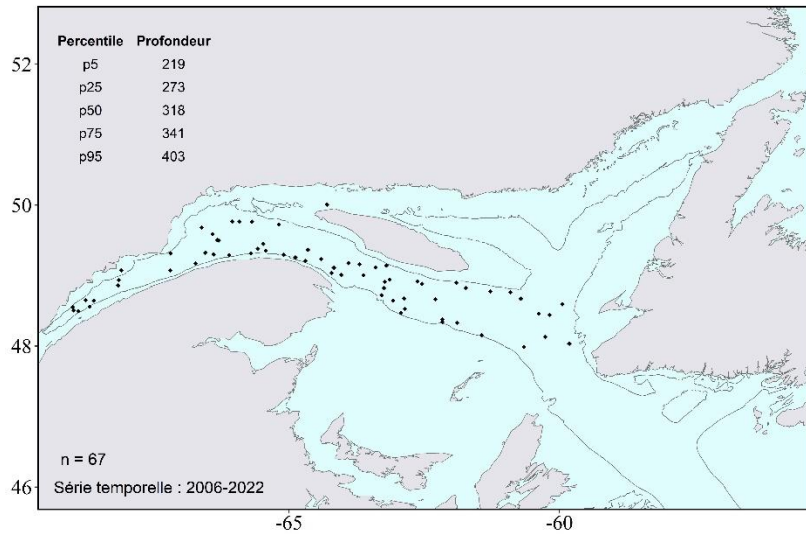 Percentile Profondeur
p5 219
p25 273
p50 318
p75 341
p95 403
52
50
48
46
n = 67
Série temporelle : 2006-2022
-65 -60